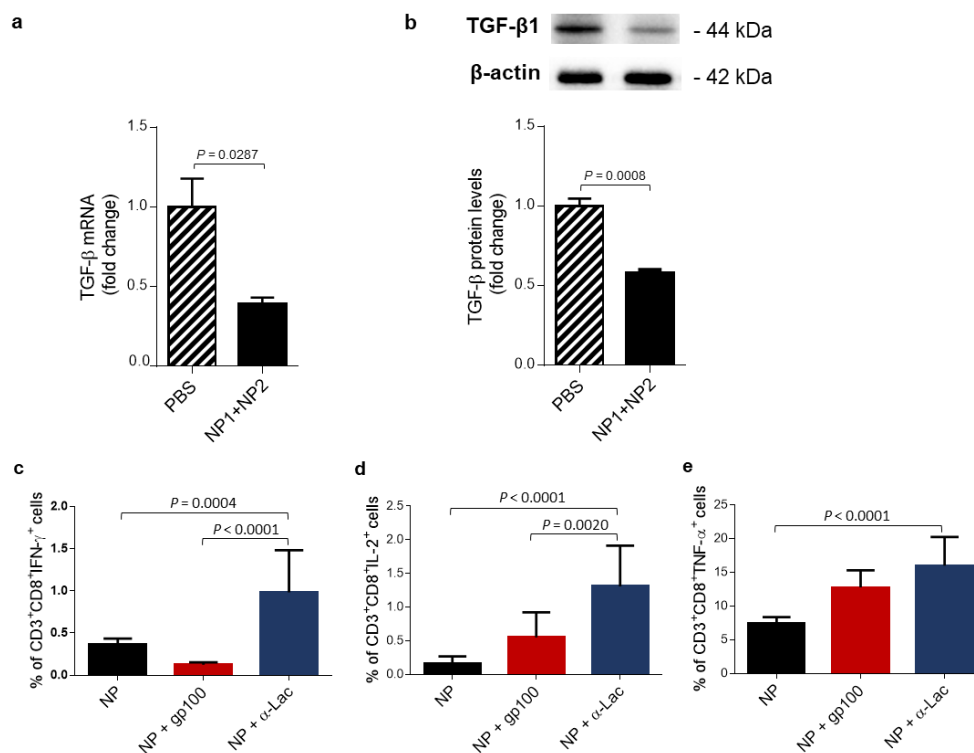 a
TGF-β mRNA
(fold change)
1.5
1.0
0.5
0.0
P = 0.0287
PBS
NP1+NP2
b
TGF-β1
- 44 kDa
β-actin
- 42 kDa
TGF-β protein levels
(fold change)
1.5
1.0
0.5
0.0
P = 0.0008
PBS
NP1+NP2
c
% of CD3+CD8+IFN-γ+ cells
2.0
1.5
1.0
0.5
0.0
P = 0.0004
P < 0.0001
NP
NP + gp100
NP + α-Lac
d
% of CD3+CD8+IL-2+ cells
2.5
2.0
1.5
1.0
0.5
0.0
P < 0.0001
P = 0.0020
NP
NP + gp100
NP + α-Lac
e
% of CD3+CD8+TNF-α+ cells
25
20
15
10
5
0
P < 0.0001
NP
NP + gp100
NP + α-Lac